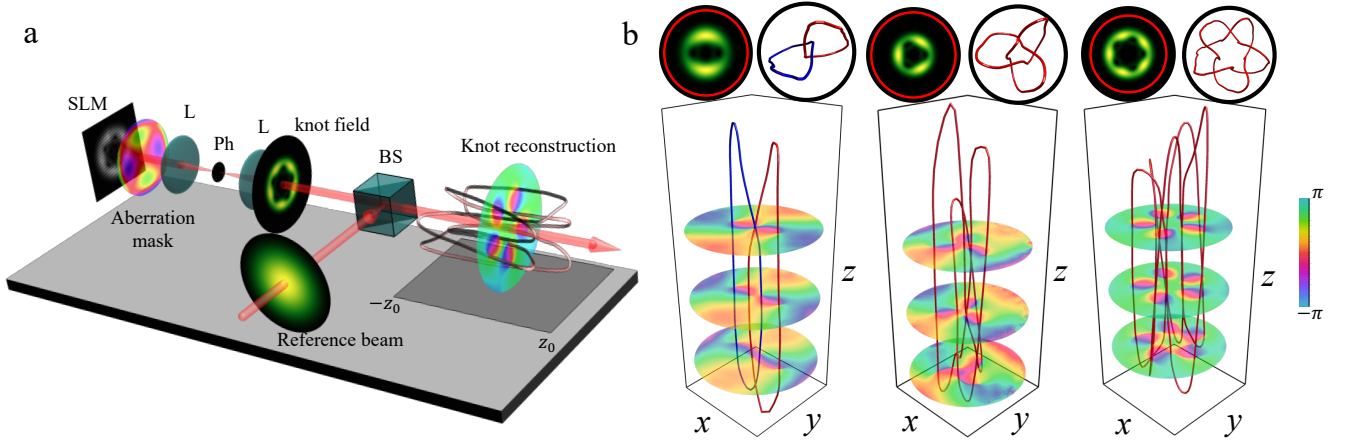 a
SLM
L
Ph
L
knot field
BS
Knot reconstruction
Aberration
mask
Reference beam
−z₀
z₀
b
z
x
y
z
x
y
z
x
y
π
−π